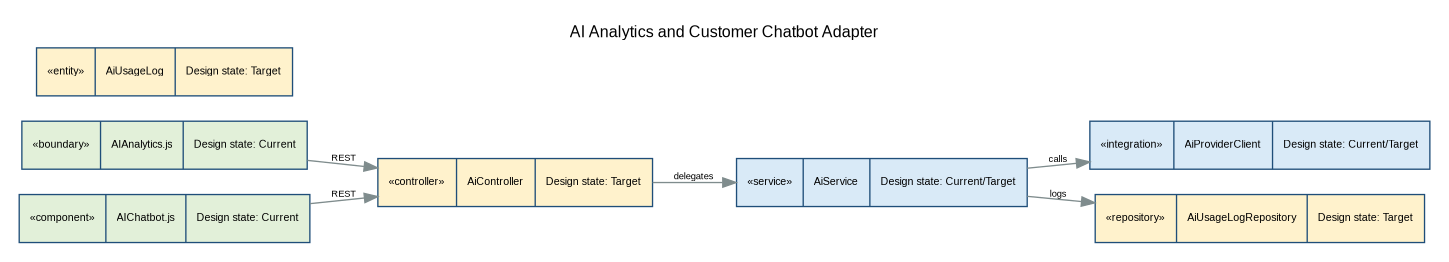 AI Analytics and Customer Chatbot Adapter
«entity» AiUsageLog Design state: Target
«boundary» AIAnalytics.js Design state: Current
REST
«component» AIChatbot.js Design state: Current
REST
«controller» AiController Design state: Target
delegates
«service» AiService Design state: Current/Target
calls
«integration» AiProviderClient Design state: Current/Target
logs
«repository» AiUsageLogRepository Design state: Target